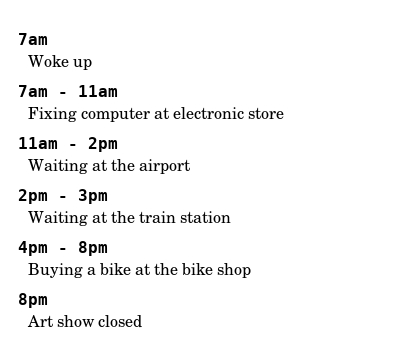 7am
Woke up
7am - 11am
Fixing computer at electronic store
11am - 2pm
Waiting at the airport
2pm - 3pm
Waiting at the train station
4pm - 8pm
Buying a bike at the bike shop
8pm
Art show closed